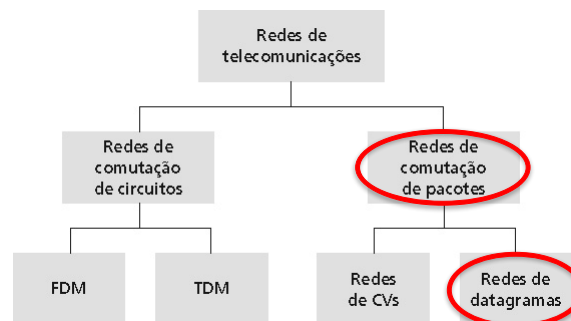 Redes de
telecomunicações
Redes de
comutação
de circuitos
Redes de
comutação
de pacotes
FDM
TDM
Redes
de CVs
Redes de
datagramas